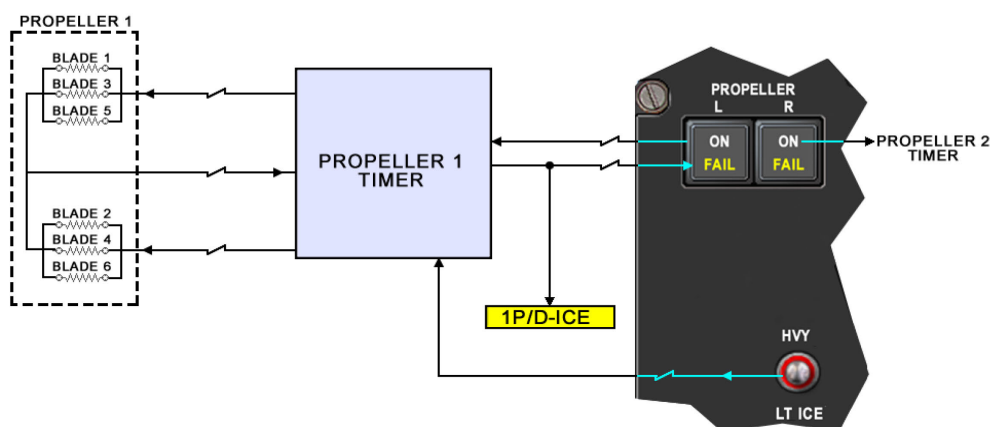 PROPELLER 1
BLADE 1
BLADE 3
BLADE 5
BLADE 2
BLADE 4
BLADE 6
PROPELLER 1
TIMER
1P/D-ICE
PROPELLER
L R
ON ON
FAIL FAIL
PROPELLER 2
TIMER
HVY
LT ICE